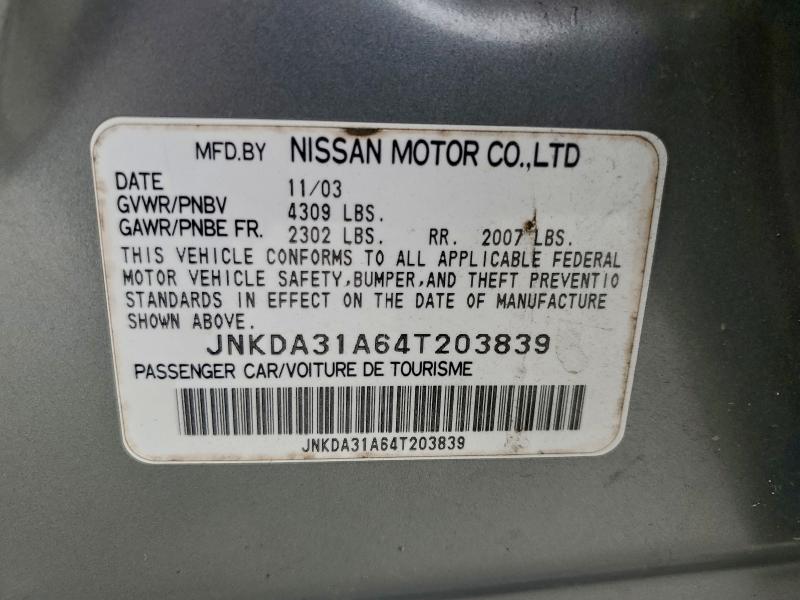 MFD.BY NISSAN MOTOR CO.,LTD
DATE 11/03
GVWR/PNBV 4309 LBS.
GAWR/PNBE FR. 2302 LBS. RR. 2007 LBS.
THIS VEHICLE CONFORMS TO ALL APPLICABLE FEDERAL
MOTOR VEHICLE SAFETY,BUMPER,AND THEFT PREVENTIO
STANDARDS IN EFFECT ON THE DATE OF MANUFACTURE
SHOWN ABOVE.
JNKDA31A64T203839
PASSENGER CAR/VOITURE DE TOURISME
JNKDA31A64T203839